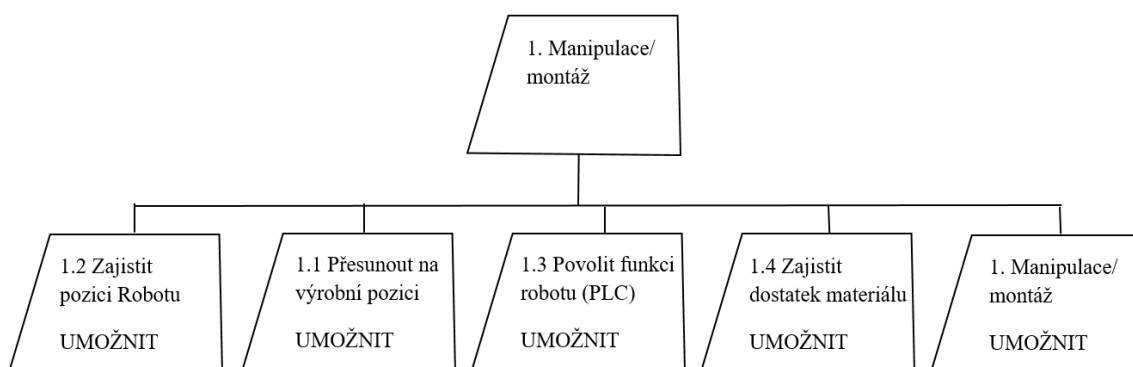 1. Manipulace/
montáž
1.2 Zajistit
pozici Robotu
UMOŽNIT
1.1 Přesunout na
výrobní pozici
UMOŽNIT
1.3 Povolit funkci
robotu (PLC)
UMOŽNIT
1.4 Zajistit
dostatek materiálu
UMOŽNIT
1. Manipulace/
montáž
UMOŽNIT